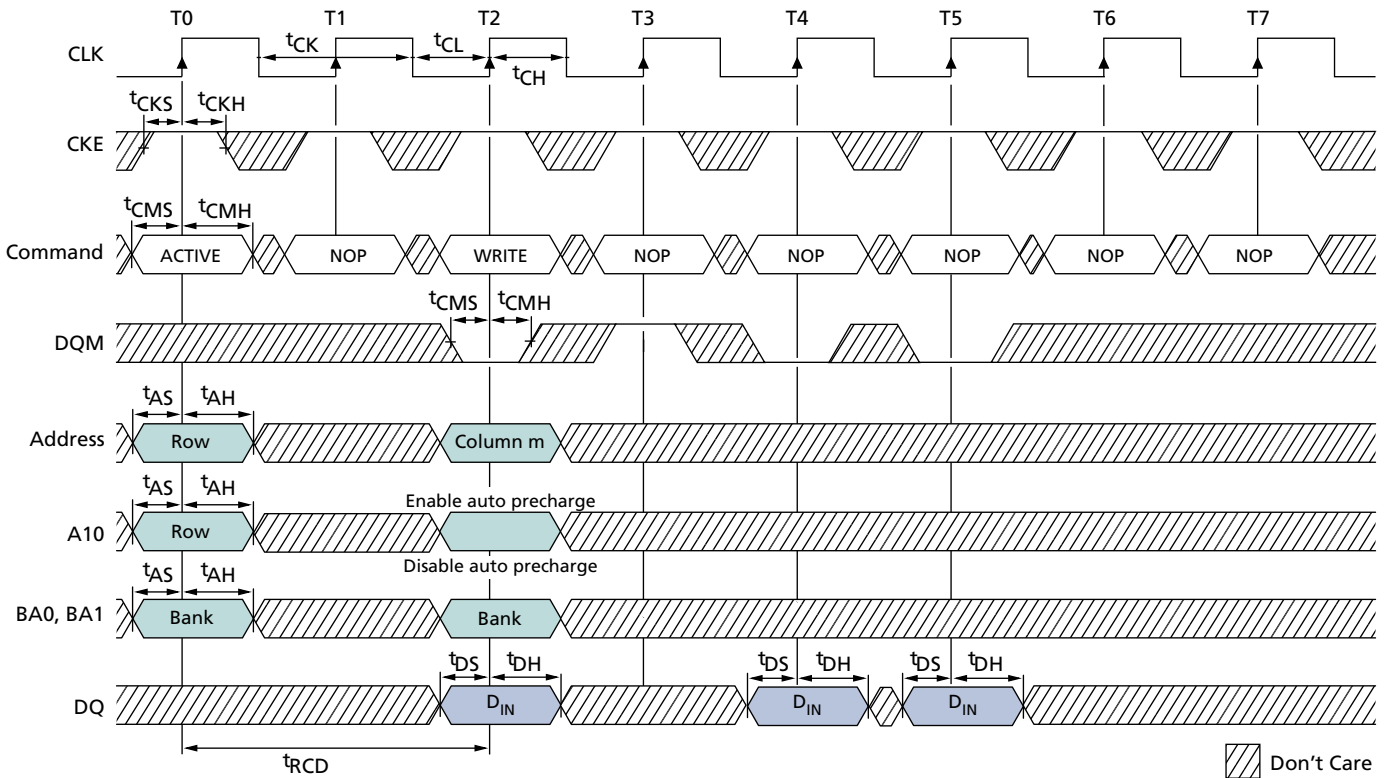 T0 T1 T2 T3 T4 T5 T6 T7
CLK
tCK tCL
tCH
tCKS tCKH
CKE
tCMS tCMH
Command ACTIVE NOP WRITE NOP NOP NOP NOP NOP
tCMS tCMH
DQM
tAS tAH
Address Row Column m
tAS tAH
Enable auto precharge
A10 Row
Disable auto precharge
tAS tAH
BA0, BA1 Bank Bank
tDS tDH tDS tDH tDS tDH
DQ DIN DIN DIN
tRCD
Don't Care